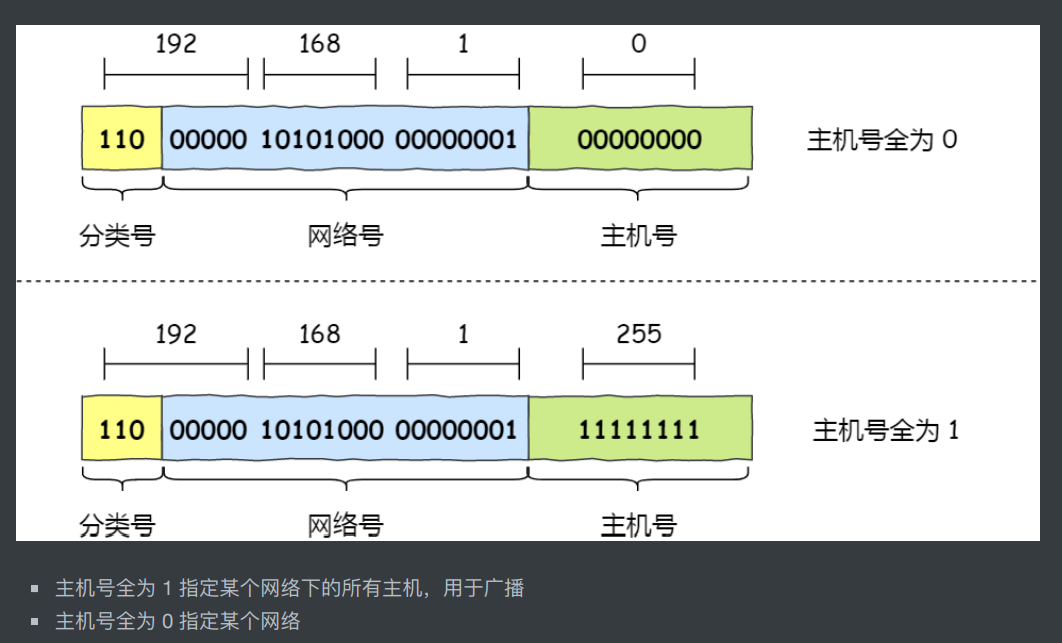 192 168 1 0
110 00000 10101000 00000001 00000000 主机号全为 0
分类号 网络号 主机号
192 168 1 255
110 00000 10101000 00000001 11111111 主机号全为 1
分类号 网络号 主机号
主机号全为 1 指定某个网络下的所有主机，用于广播
主机号全为 0 指定某个网络